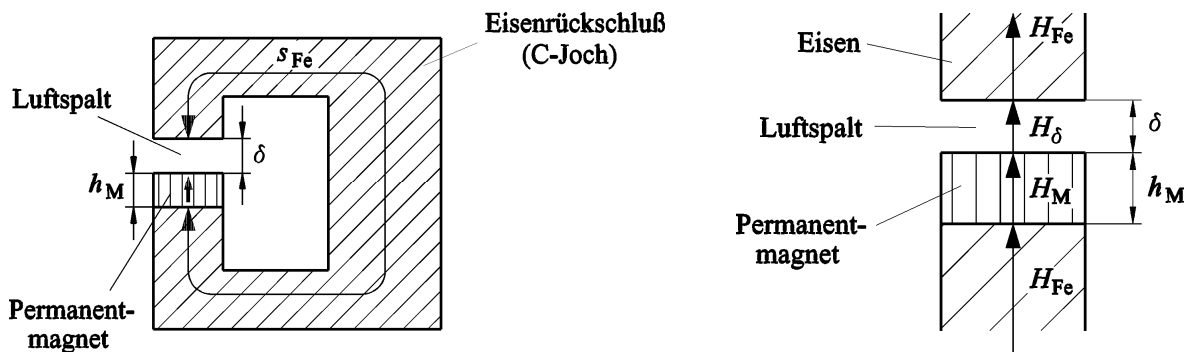 Eisenrückschluß
(C-Joch)
s_Fe
Luftspalt
δ
h_M
Permanent-
magnet
Eisen
H_Fe
Luftspalt
H_δ
δ
H_M
h_M
Permanent-
magnet
H_Fe